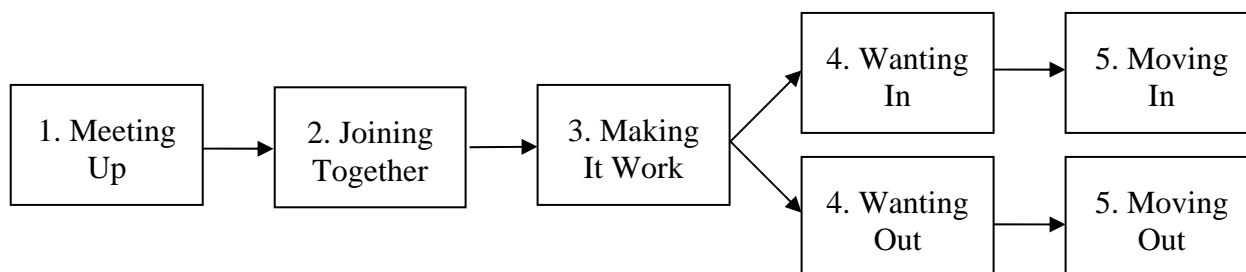 1. Meeting
Up
2. Joining
Together
3. Making
It Work
4. Wanting
In
5. Moving
In
4. Wanting
Out
5. Moving
Out